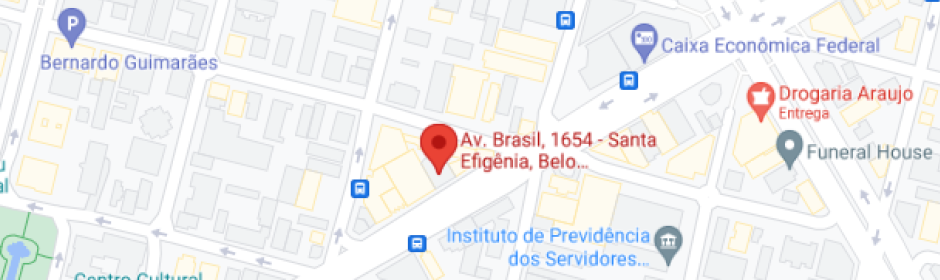 P
Bernardo Guimarães
Caixa Econômica Federal
Drogaria Araujo
Entrega
Av. Brasil, 1654 - Santa
Efigênia, Belo...
Funeral House
Instituto de Previdência
dos Servidores...
Centro Cultural